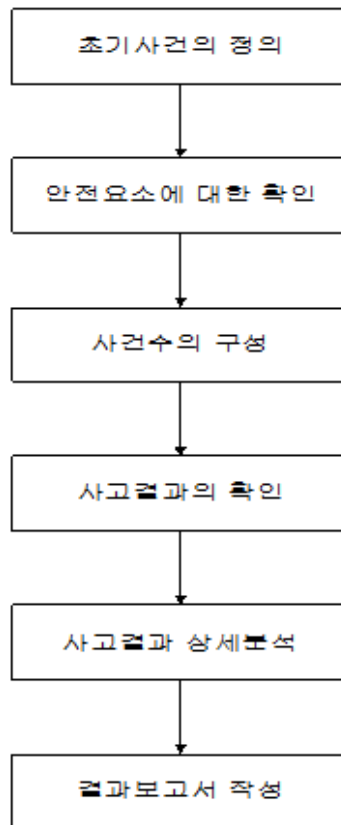 초기사건의 정의
안전요소에 대한 확인
사건수의 구성
사고결과의 확인
사고결과 상세분석
결과보고서 작성